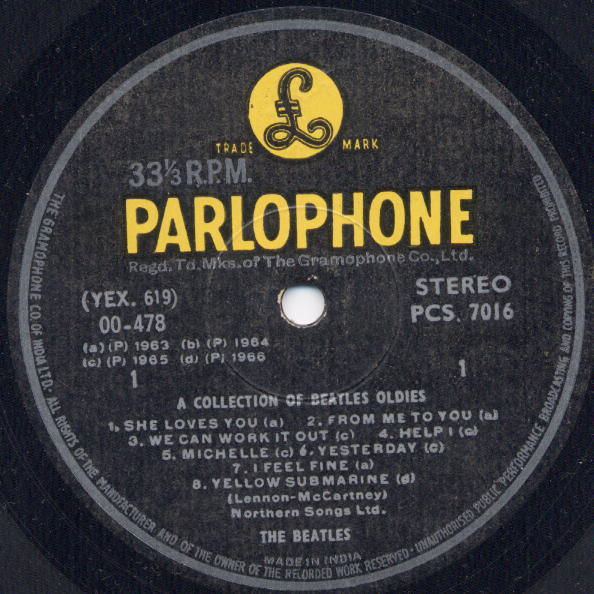 £
TRADE MARK
33⅓ R.P.M.
PARLOPHONE
Regd. Td. Mks. of The Gramophone Co., Ltd.
(YEX. 619)
OO-478
STEREO
PCS. 7016
(a) (P) 1963 (b) (P) 1964
(c) (P) 1965 (d) (P) 1966
1
1
A COLLECTION OF BEATLES OLDIES
1. SHE LOVES YOU (a) 2. FROM ME TO YOU (a)
3. WE CAN WORK IT OUT (c) 4. HELP I (c)
5. MICHELLE (c) 6. YESTERDAY (c)
7. I FEEL FINE (a)
8. YELLOW SUBMARINE (d)
(Lennon-McCartney)
Northern Songs Ltd.
THE BEATLES
MADE IN INDIA
THE GRAMOPHONE CO. OF INDIA LTD. · ALL RIGHTS OF THE MANUFACTURER AND OF THE OWNER OF THE RECORDED WORK RESERVED · UNAUTHORISED PUBLIC PERFORMANCE BROADCASTING AND COPYING OF THIS RECORD PROHIBITED